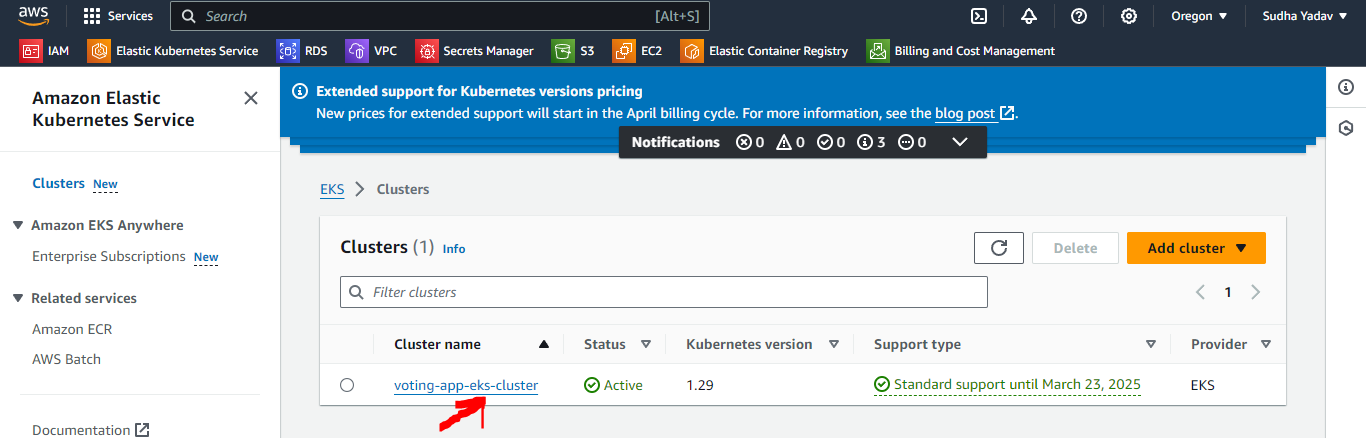 aws Services Search [Alt+S] Oregon Sudha Yadav
IAM Elastic Kubernetes Service RDS VPC Secrets Manager S3 EC2 Elastic Container Registry Billing and Cost Management
Amazon Elastic
Kubernetes Service
Clusters New
Amazon EKS Anywhere
Enterprise Subscriptions New
Related services
Amazon ECR
AWS Batch
Documentation
Extended support for Kubernetes versions pricing
New prices for extended support will start in the April billing cycle. For more information, see the blog post.
Notifications 0 0 0 3 0
EKS Clusters
Clusters (1) Info Delete Add cluster
Filter clusters 1
Cluster name Status Kubernetes version Support type Provider
voting-app-eks-cluster Active 1.29 Standard support until March 23, 2025 EKS